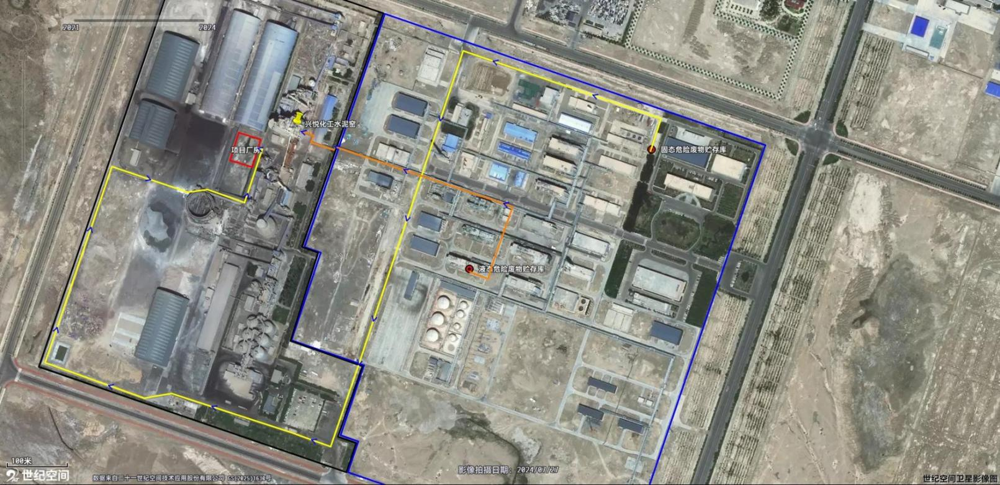 2021
2024
兴悦化工水泥窑
项目厂房
固态危险废物贮存库
液态危险废物贮存库
100米
世纪空间
数据来自二十一世纪空间技术应用股份有限公司 GS(2025)1630号
影像拍摄日期：2024/07/27
世纪空间卫星影像图